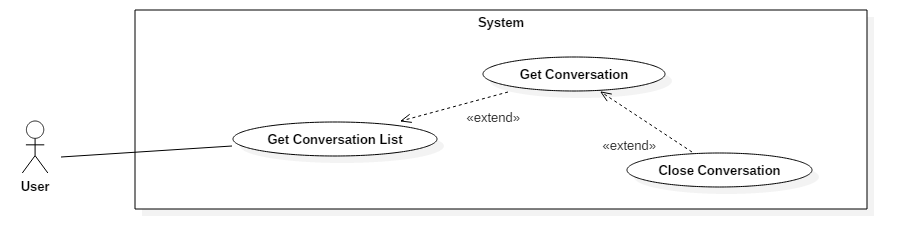 System
Get Conversation
«extend»
Get Conversation List
«extend»
Close Conversation
User